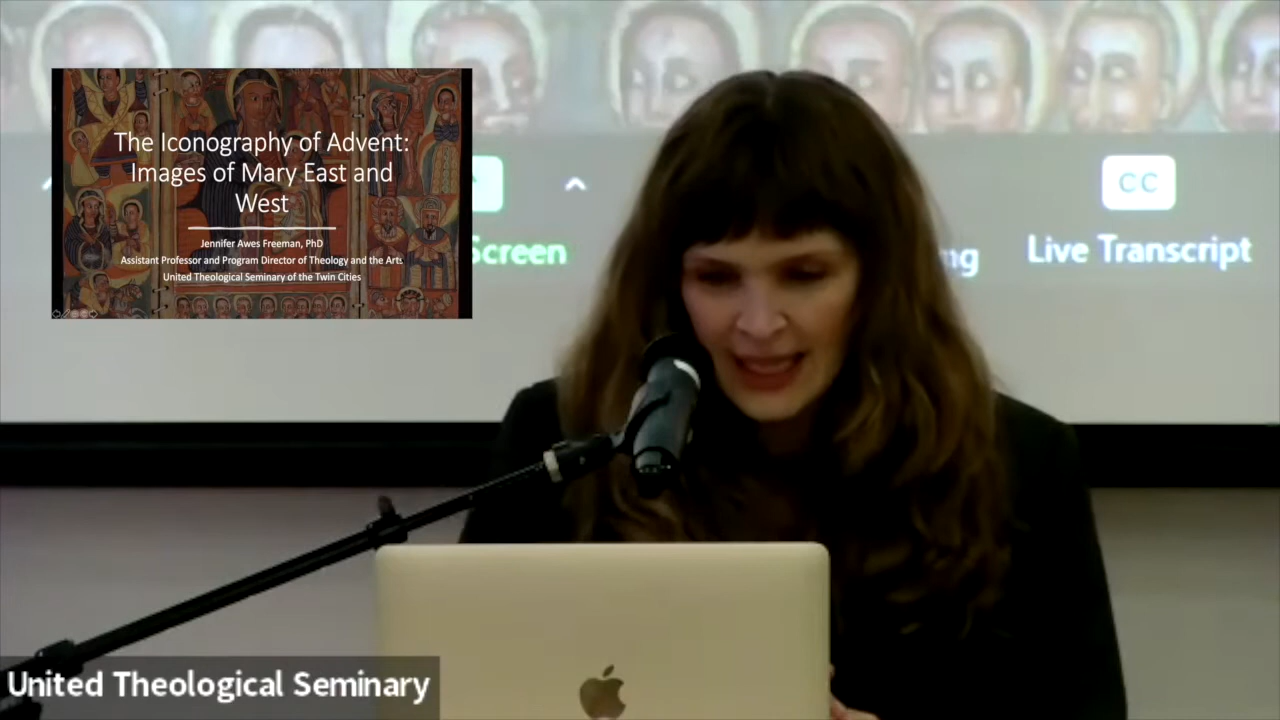 The Iconography of Advent:
Images of Mary East and
West
Jennifer Awes Freeman, PhD
Assistant Professor and Program Director of Theology and the Arts
United Theological Seminary of the Twin Cities
Screen
CC
Live Transcript
United Theological Seminary